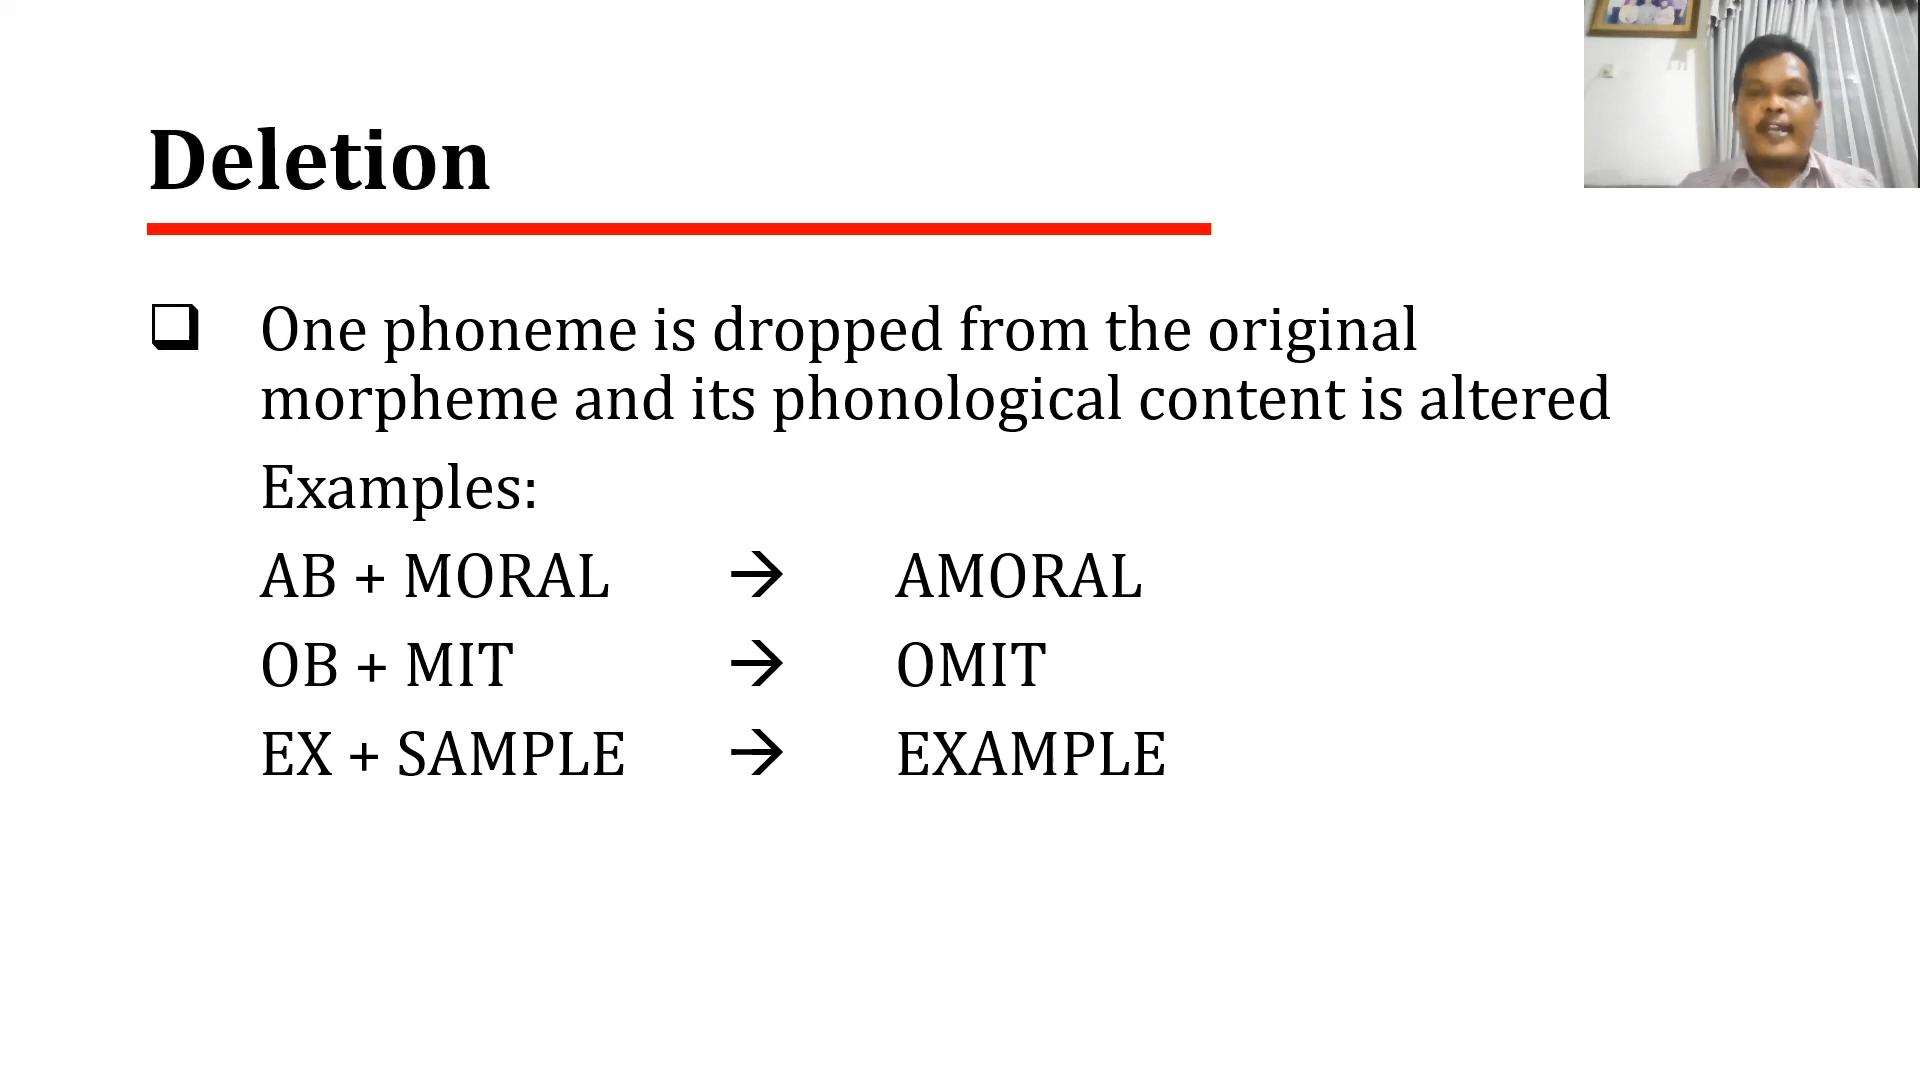 Deletion
❑ One phoneme is dropped from the original
morpheme and its phonological content is altered
Examples:
AB + MORAL → AMORAL
OB + MIT → OMIT
EX + SAMPLE → EXAMPLE